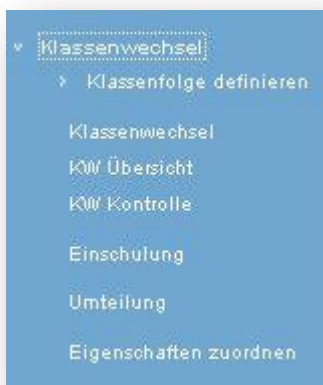 Klassenwechsel
Klassenfolge definieren
Klassenwechsel
KW Übersicht
KW Kontrolle
Einschulung
Umteilung
Eigenschaften zuordnen